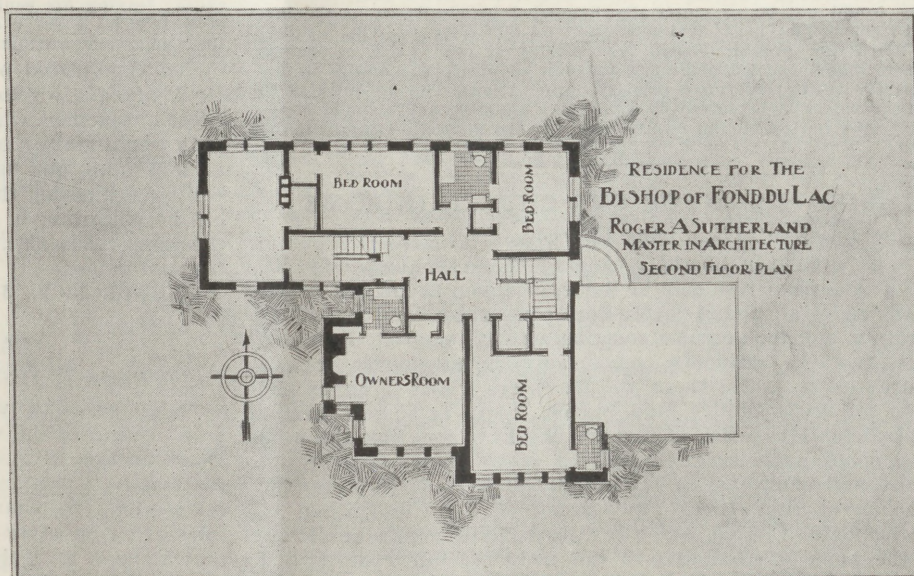 RESIDENCE FOR THE
BISHOP OF FOND DU LAC
ROGER A SUTHERLAND
MASTER IN ARCHITECTURE
SECOND FLOOR PLAN
BED ROOM
BED ROOM
HALL
OWNER'S ROOM
BED ROOM